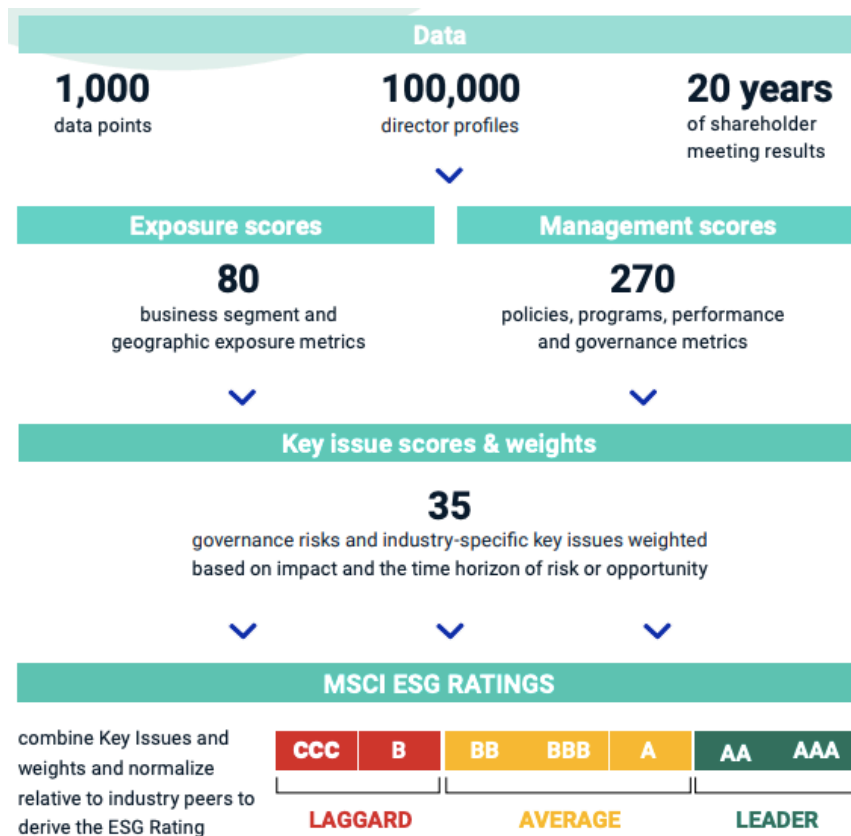 Data
1,000
data points
100,000
director profiles
20 years
of shareholder
meeting results
Exposure scores
80
business segment and
geographic exposure metrics
Management scores
270
policies, programs, performance
and governance metrics
Key issue scores & weights
35
governance risks and industry-specific key issues weighted
based on impact and the time horizon of risk or opportunity
MSCI ESG RATINGS
combine Key Issues and
weights and normalize
relative to industry peers to
derive the ESG Rating
CCC B BB BBB A AA AAA
LAGGARD AVERAGE LEADER